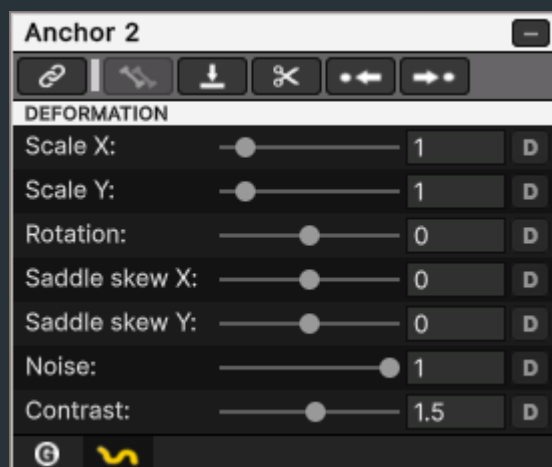 Anchor 2
DEFORMATION
Scale X: 1 D
Scale Y: 1 D
Rotation: 0 D
Saddle skew X: 0 D
Saddle skew Y: 0 D
Noise: 1 D
Contrast: 1.5 D
G